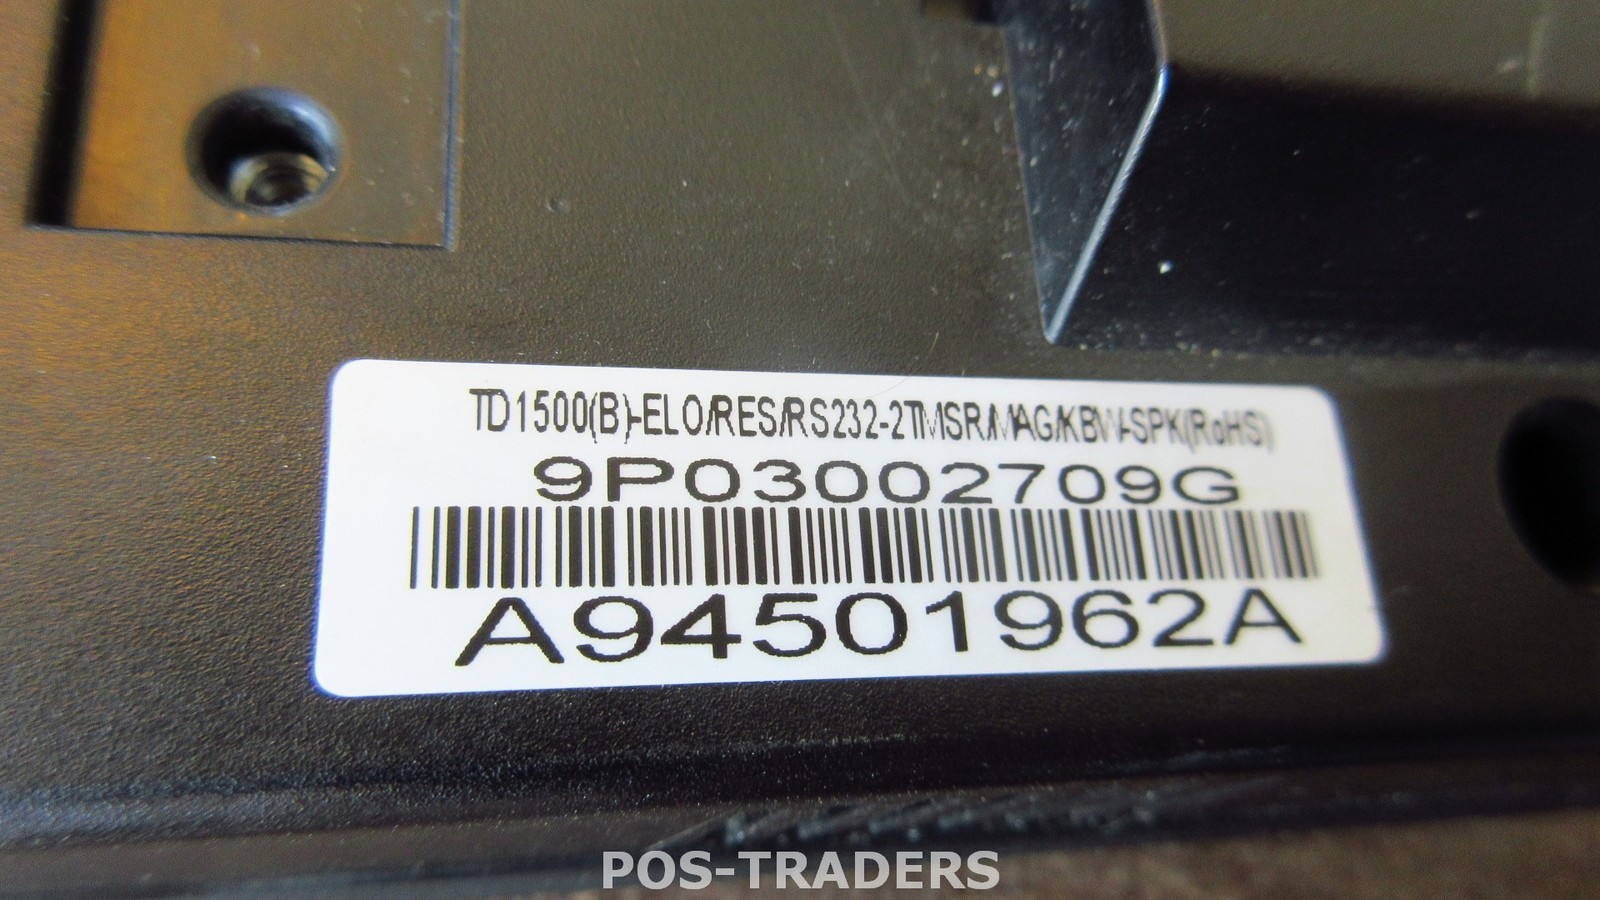 TD1500(B)-ELO/RES/RS232-2TMSR/MAG/KBW-SPK(RoHS)
9P03002709G
A94501962A
POS-TRADERS